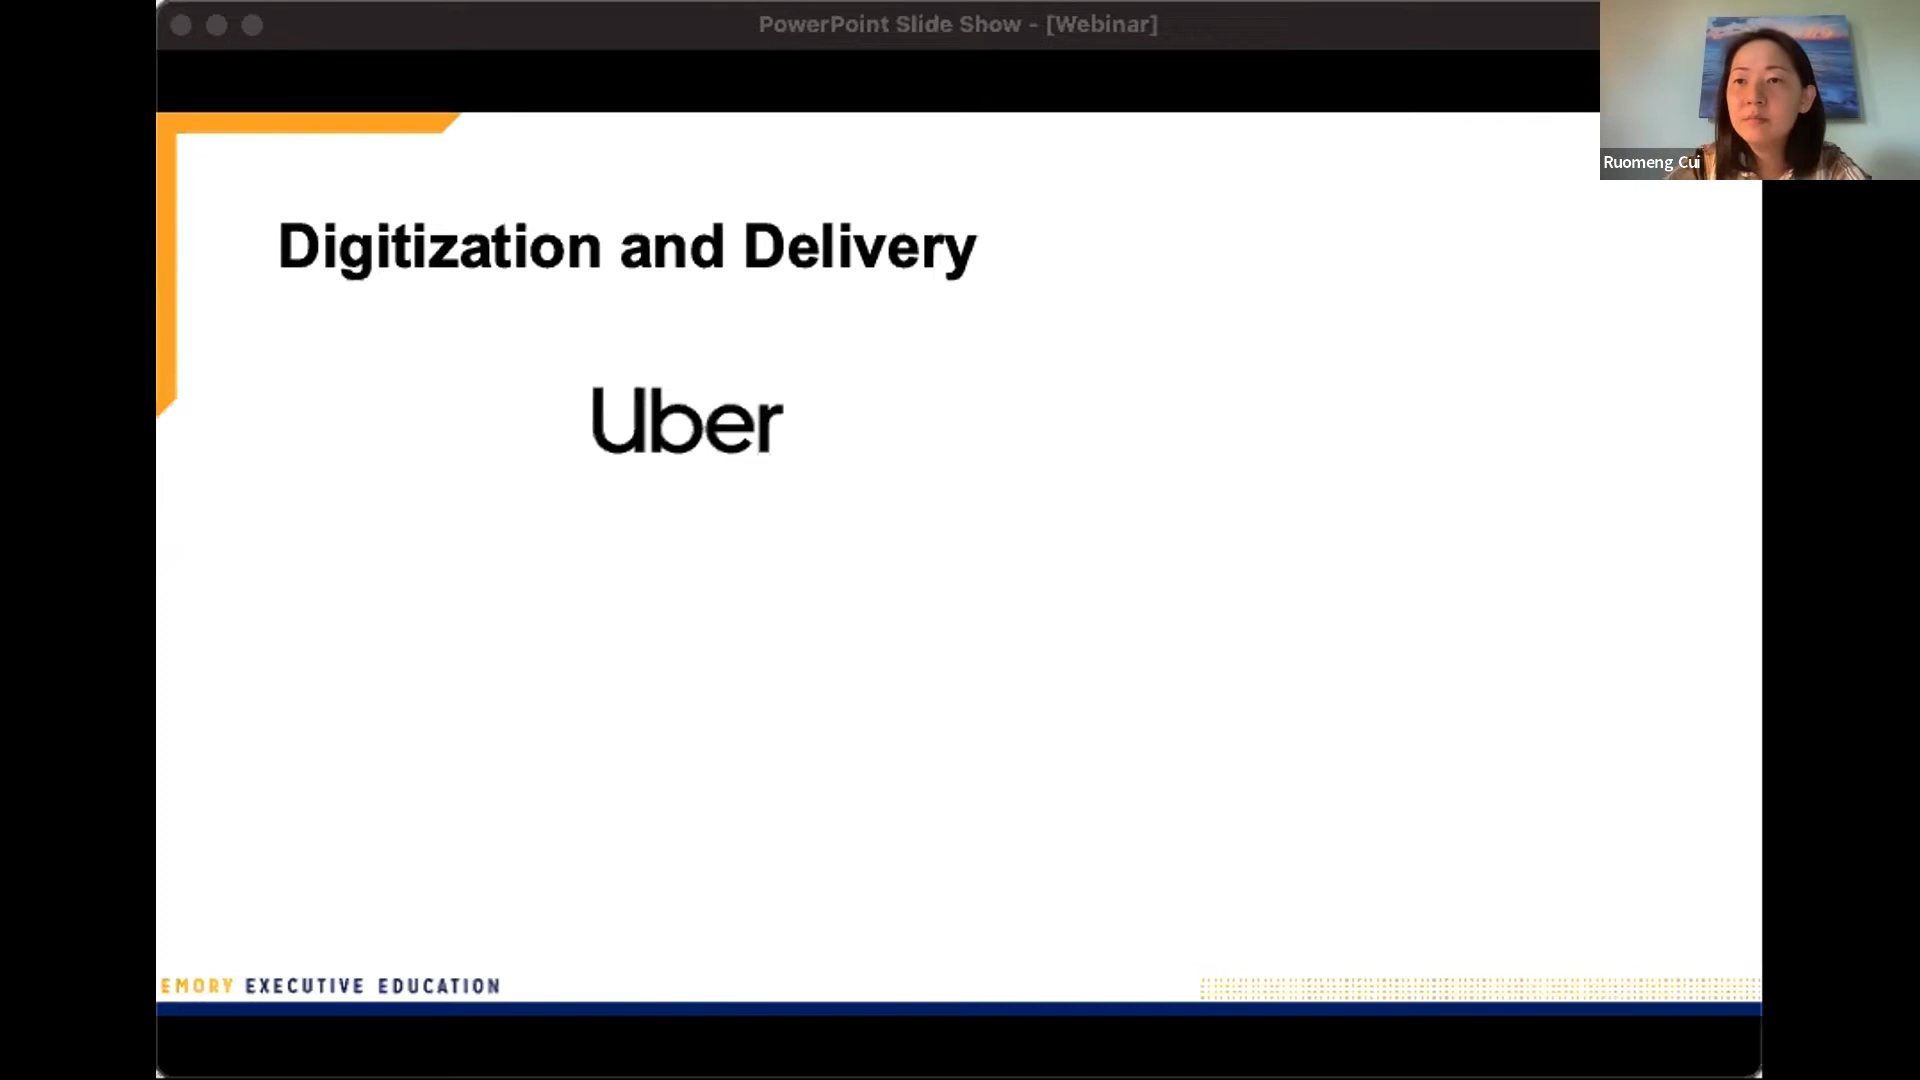 PowerPoint Slide Show - [Webinar]
Ruomeng Cui
Digitization and Delivery
Uber
EMORY EXECUTIVE EDUCATION